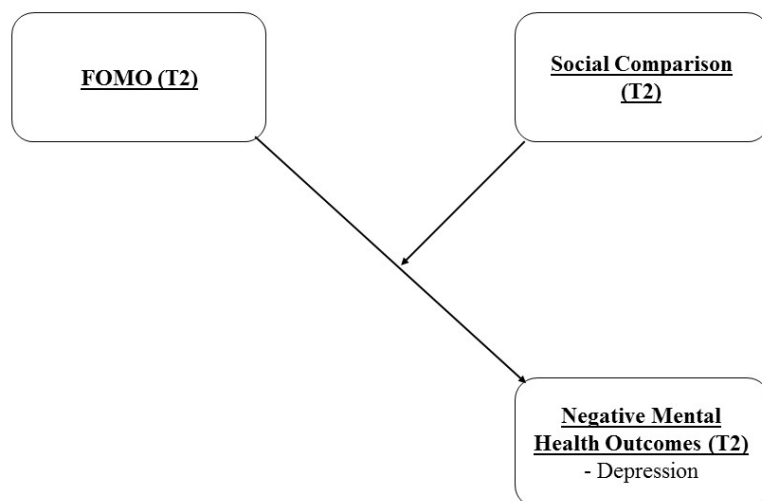 FOMO (T2)
Social Comparison
(T2)
Negative Mental
Health Outcomes (T2)
- Depression